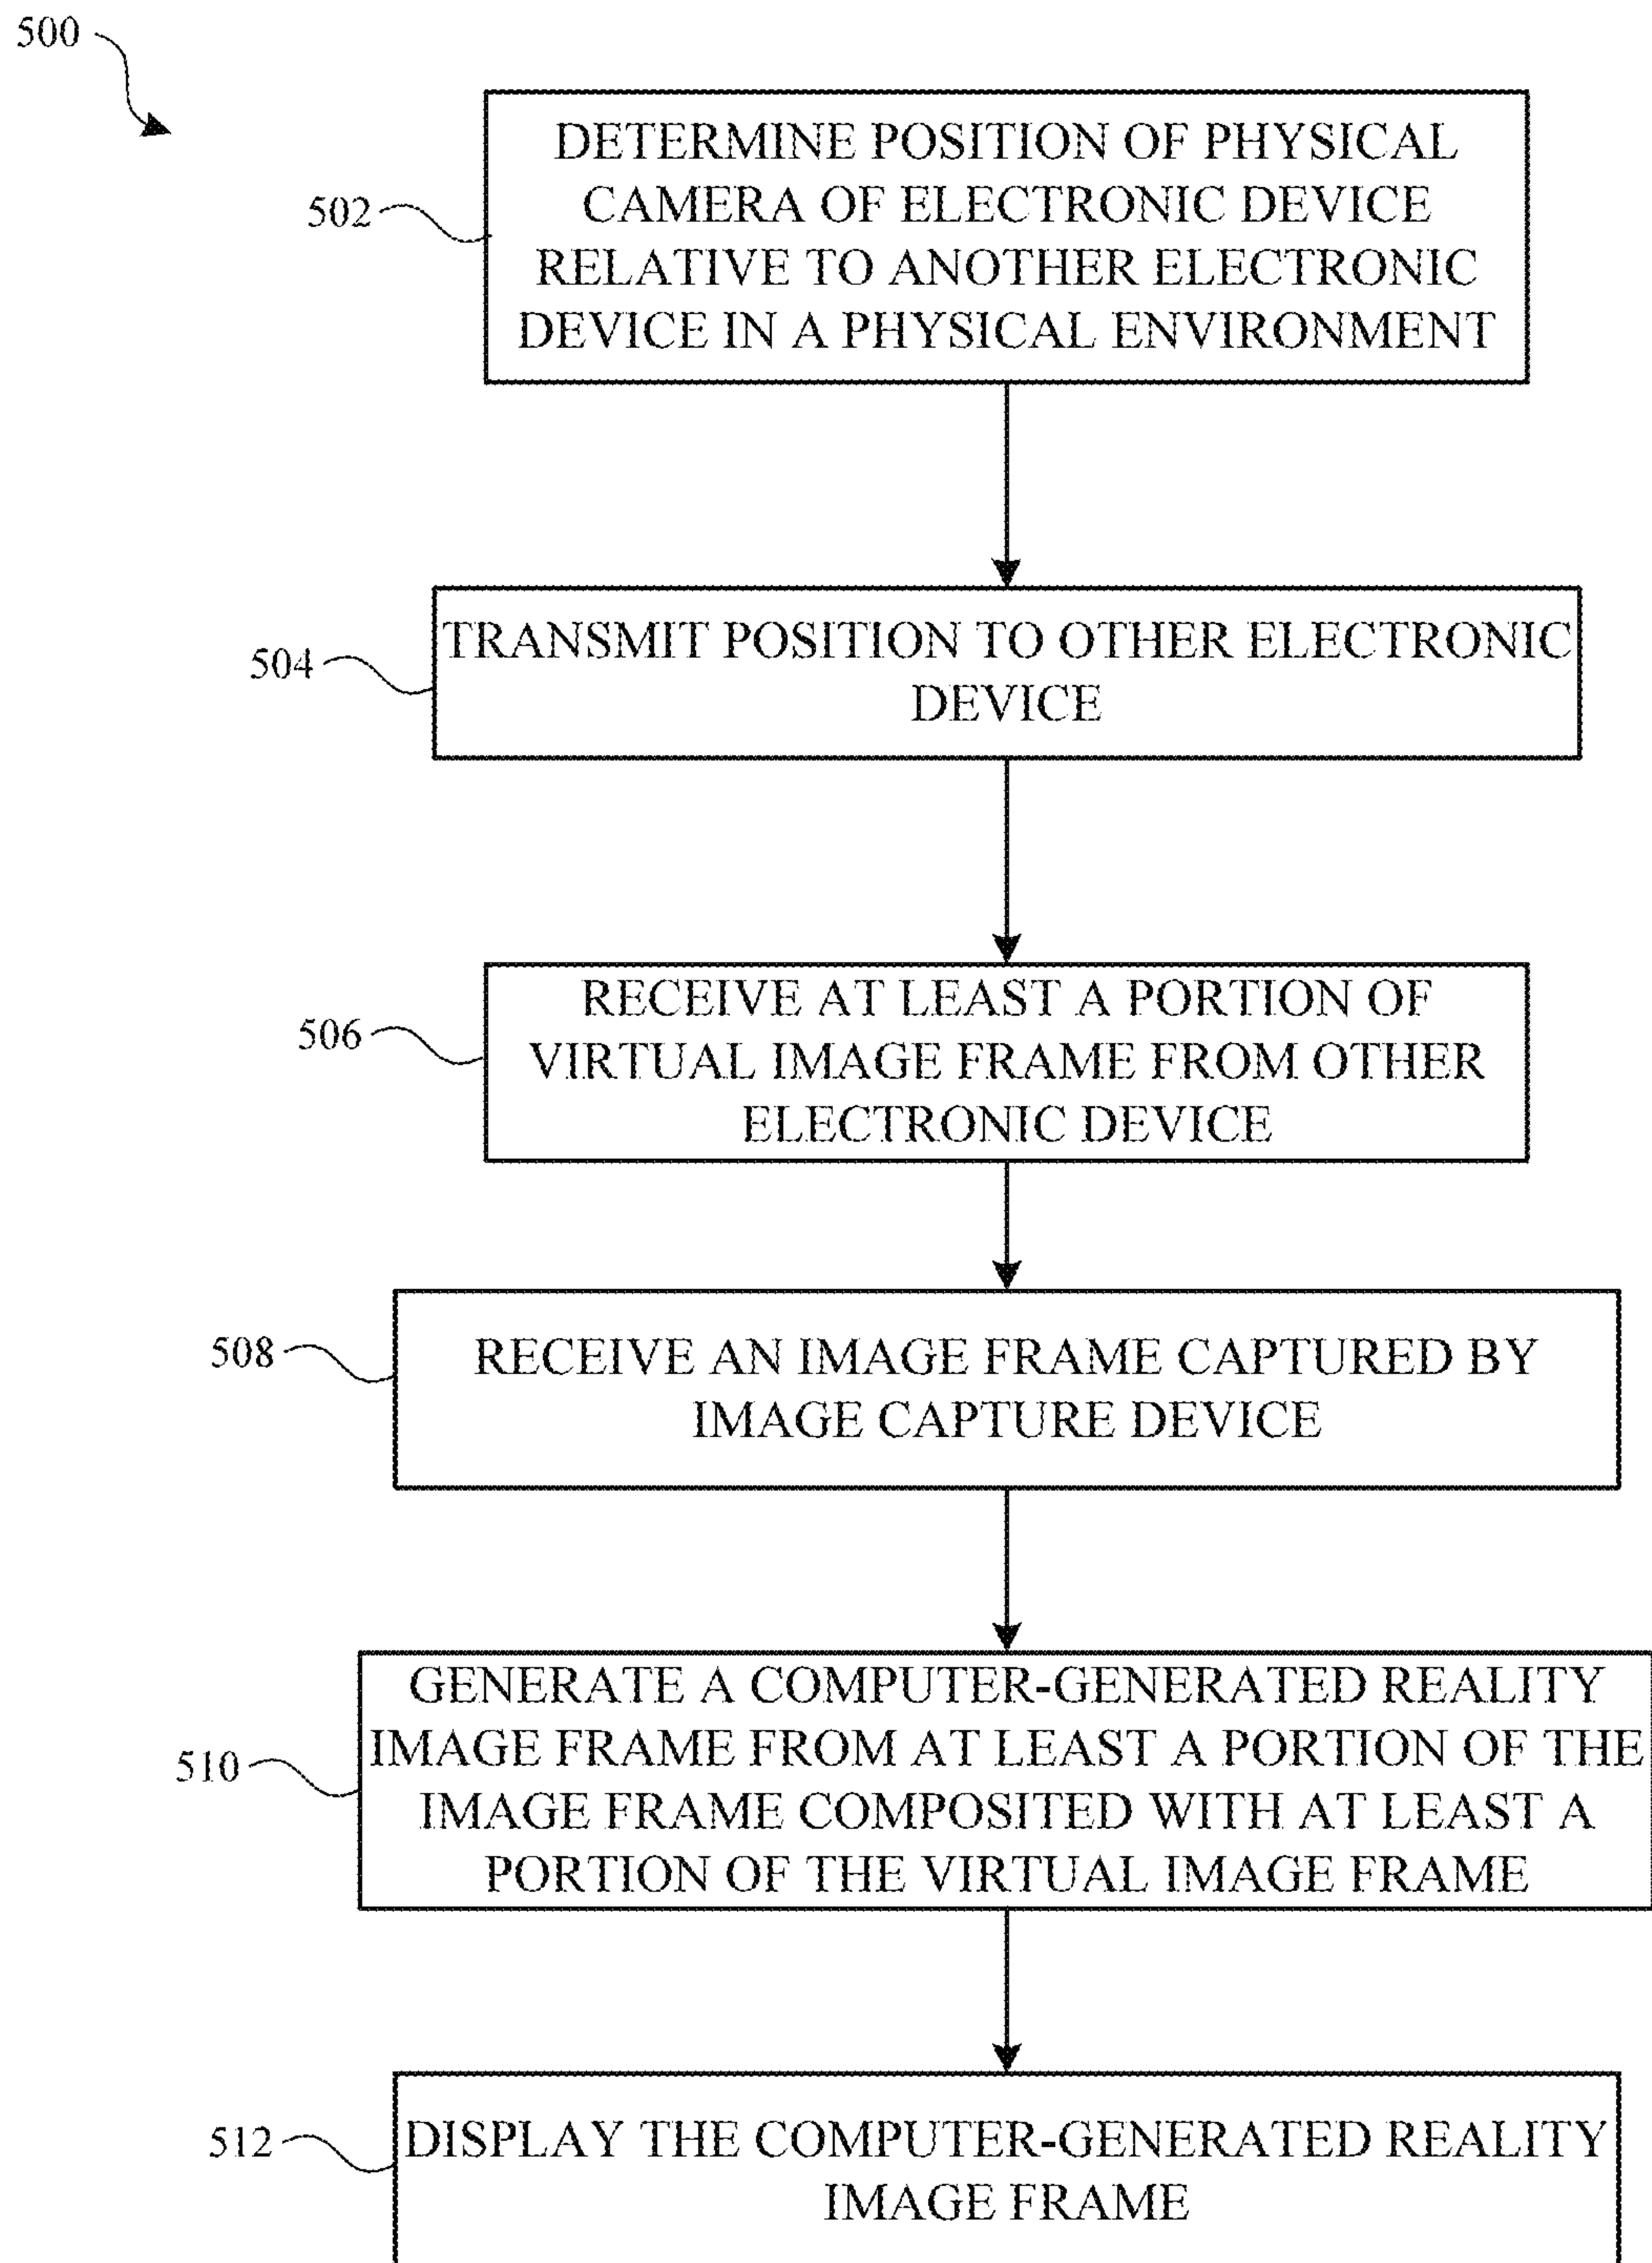 500
502
DETERMINE POSITION OF PHYSICAL
CAMERA OF ELECTRONIC DEVICE
RELATIVE TO ANOTHER ELECTRONIC
DEVICE IN A PHYSICAL ENVIRONMENT
504
TRANSMIT POSITION TO OTHER ELECTRONIC
DEVICE
506
RECEIVE AT LEAST A PORTION OF
VIRTUAL IMAGE FRAME FROM OTHER
ELECTRONIC DEVICE
508
RECEIVE AN IMAGE FRAME CAPTURED BY
IMAGE CAPTURE DEVICE
510
GENERATE A COMPUTER-GENERATED REALITY
IMAGE FRAME FROM AT LEAST A PORTION OF THE
IMAGE FRAME COMPOSITED WITH AT LEAST A
PORTION OF THE VIRTUAL IMAGE FRAME
512
DISPLAY THE COMPUTER-GENERATED REALITY
IMAGE FRAME